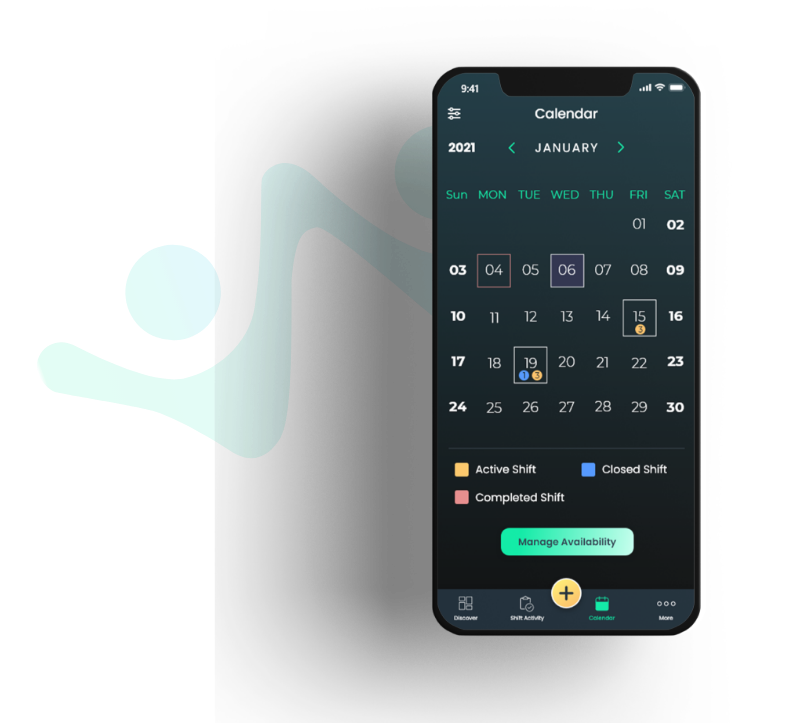 9:41
Calendar
2021 < JANUARY >
Sun MON TUE WED THU FRI SAT
01 02
03 04 05 06 07 08 09
10 11 12 13 14 15 16
3
17 18 19 20 21 22 23
1 3
24 25 26 27 28 29 30
Active Shift Closed Shift
Completed Shift
Manage Availability
+
Discover Shift Activity Calendar More